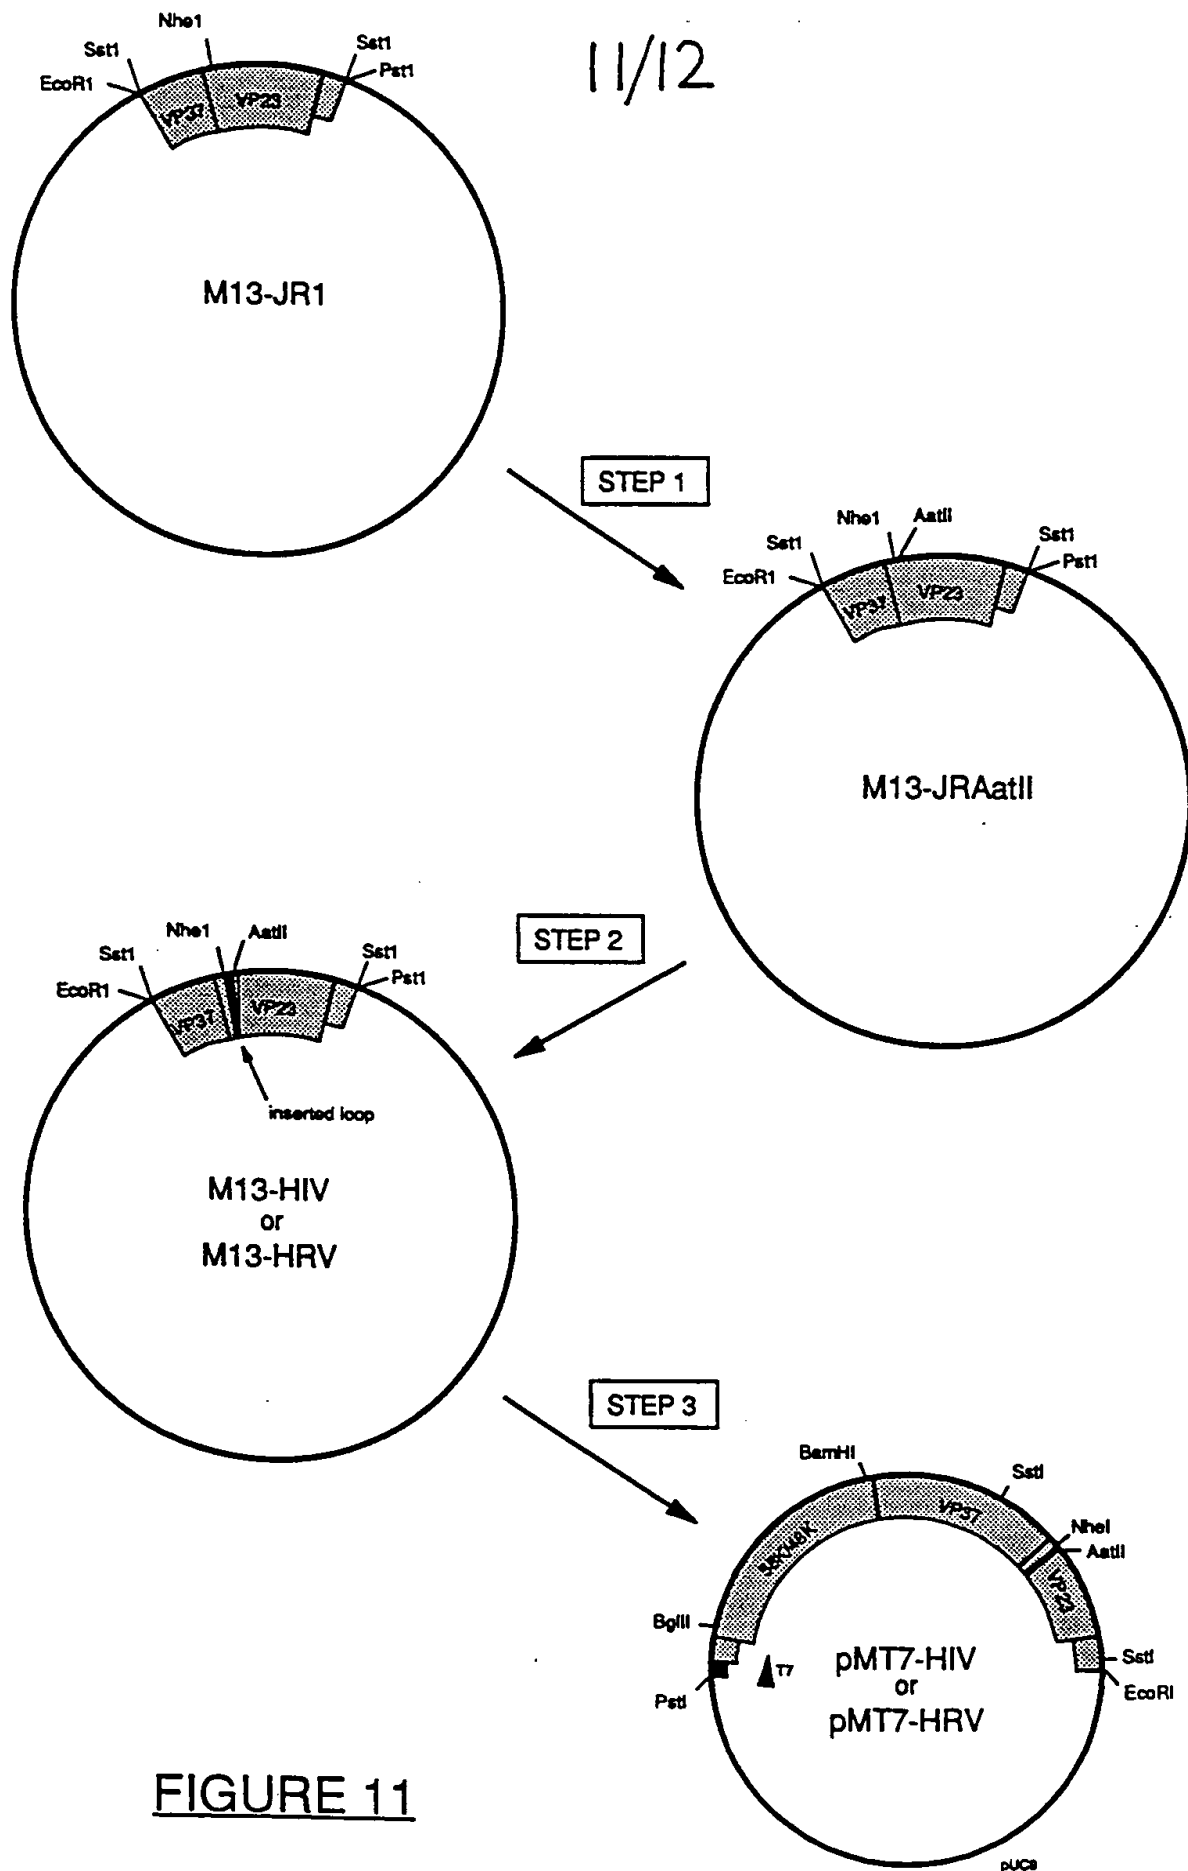 11/12
Nhe1
Sst1
Sst1
EcoR1
Pst1
VP37
VP23
M13-JR1
STEP 1
Nhe1
AatII
Sst1
Sst1
EcoR1
Pst1
VP37
VP23
M13-JRAatII
STEP 2
Nhe1
AatII
Sst1
Sst1
EcoR1
Pst1
VP37
VP23
inserted loop
M13-HIV
or
M13-HRV
STEP 3
BamHI
SstI
VP37
NheI
AatII
58K/48K
VP23
BglII
T7
pMT7-HIV
or
pMT7-HRV
SstI
EcoRI
PstI
FIGURE 11
pUC9